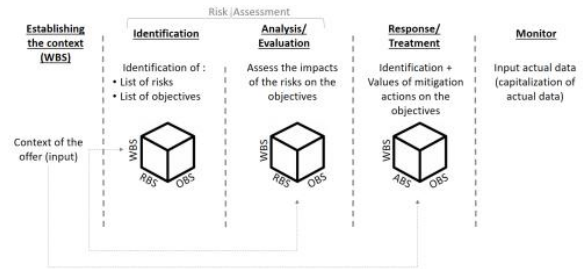 Risk Assessment
Establishing
the context
(WBS)
Context of the
offer (input)
Identification
Identification of :
• List of risks
• List of objectives
WBS
RBS
OBS
Analysis/
Evaluation
Assess the impacts
of the risks on the
objectives
WBS
RBS
OBS
Response/
Treatment
Identification +
Values of mitigation
actions on the
objectives
WBS
ABS
OBS
Monitor
Input actual data
(capitalization of
actual data)